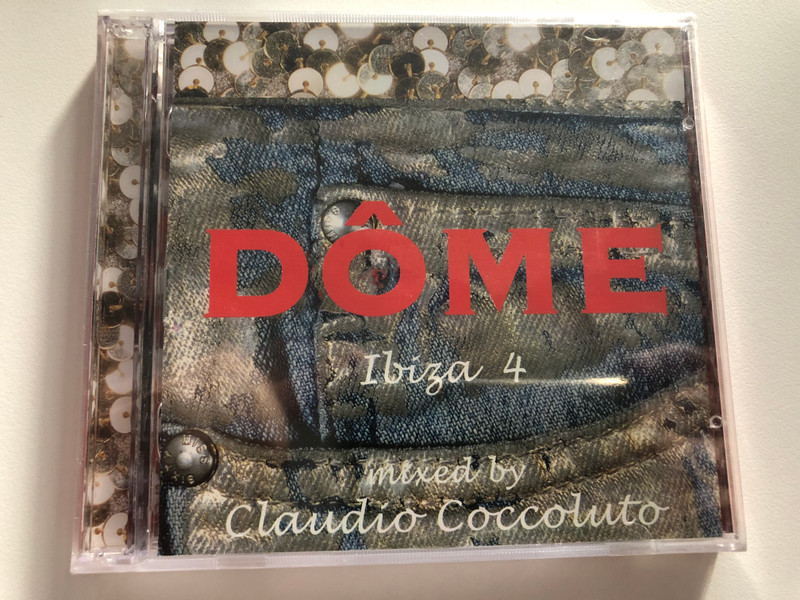 DÔME
Ibiza 4
mixed by
Claudio Coccoluto